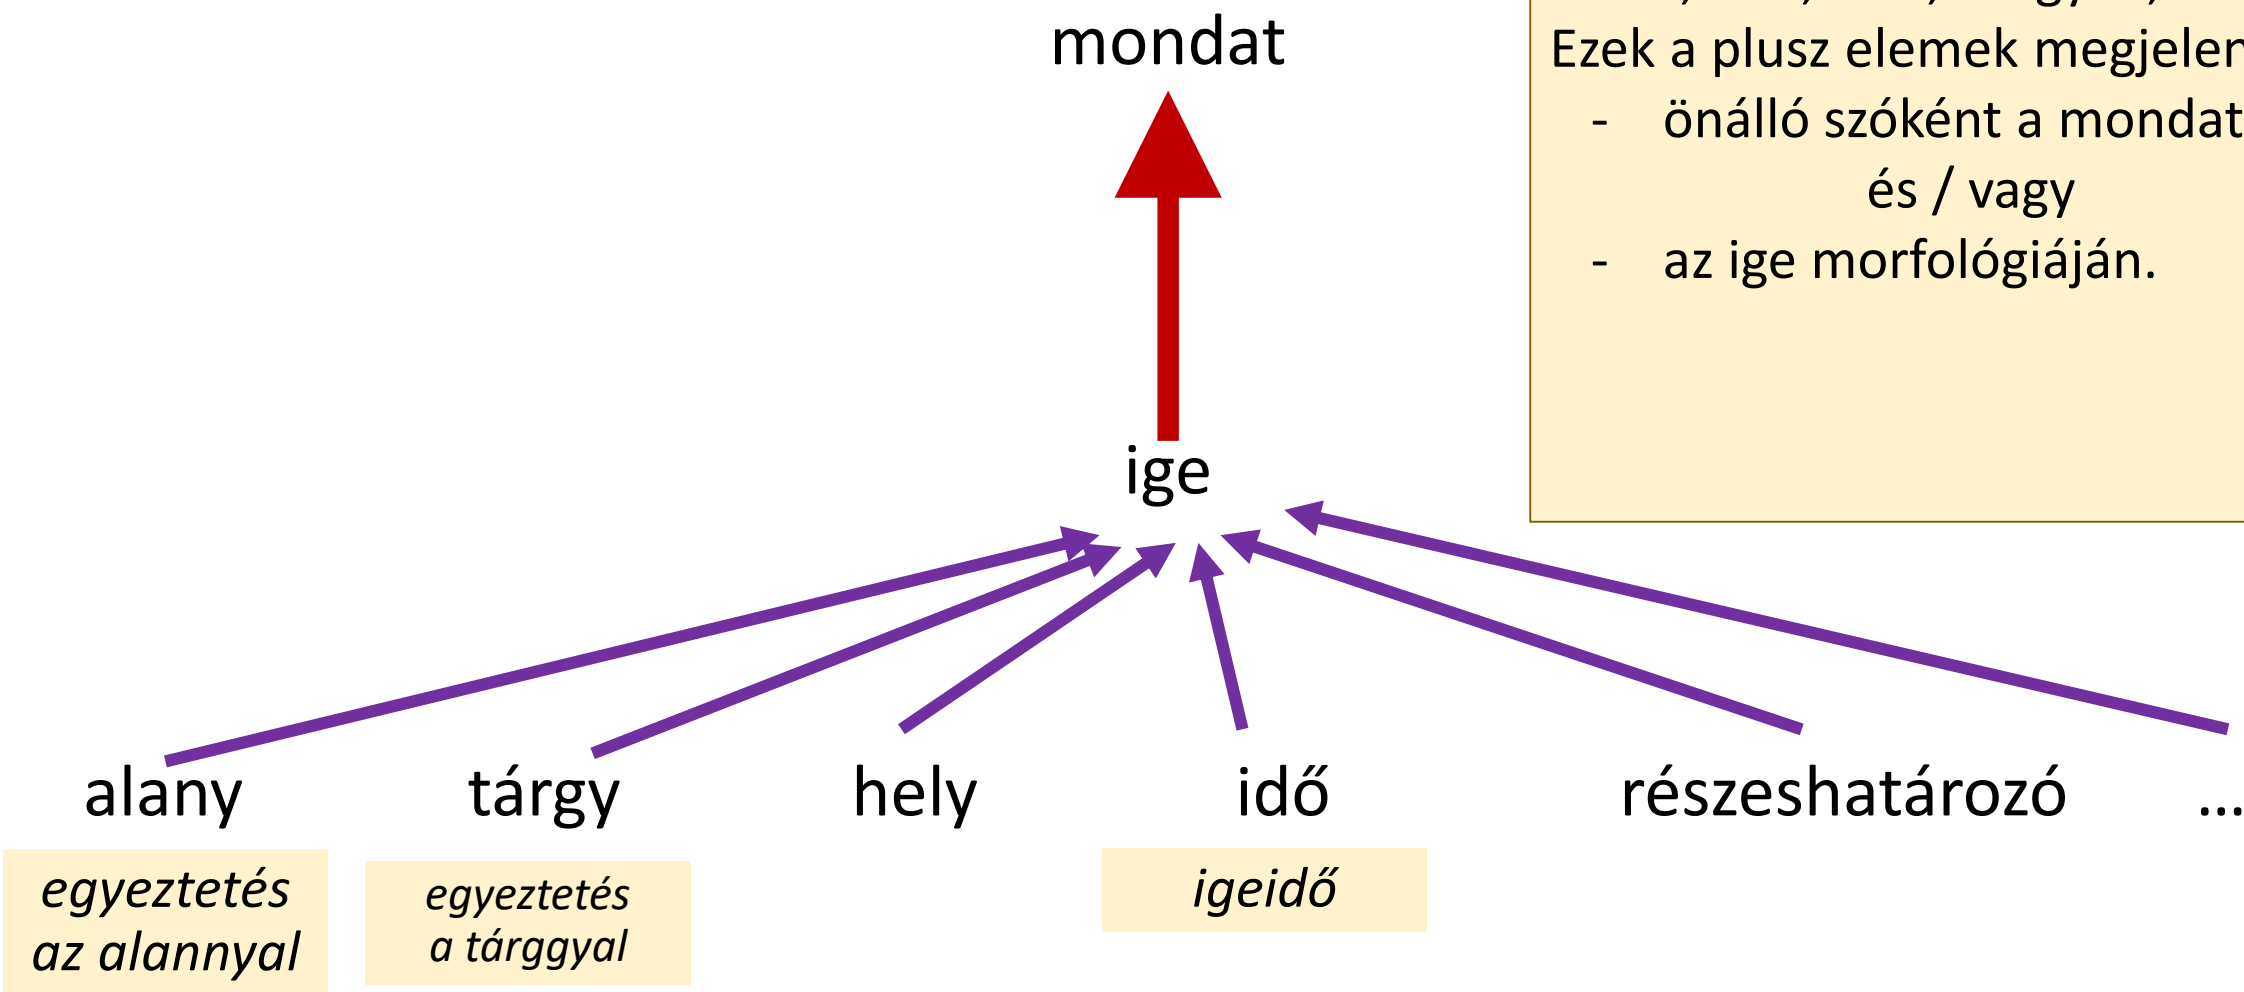 mondat
Ezek a plusz elemek
- önálló szóként a mondat
és / vagy
- az ige morfológiáján.
ige
alany tárgy hely idő részeshatározó ...
egyeztetés
az alannyal
egyeztetés
a tárggyal
igeidő